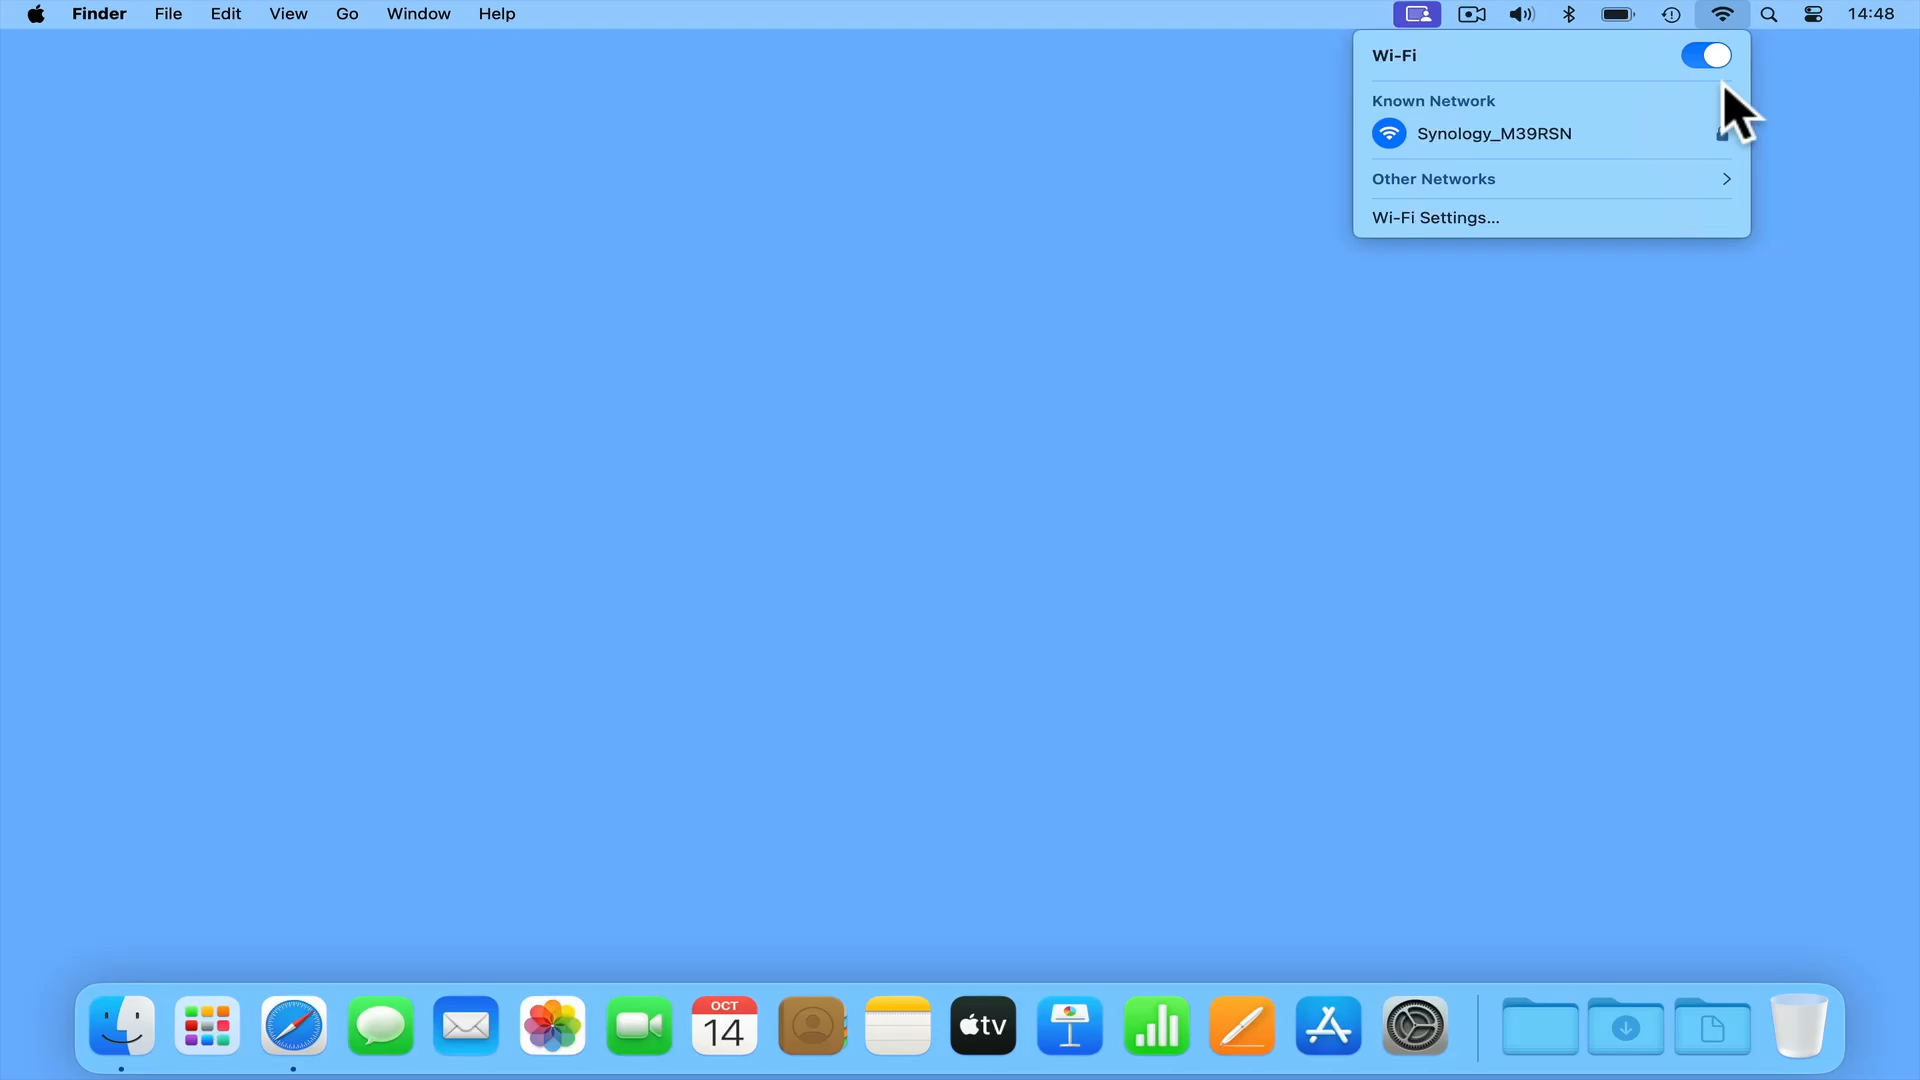 Finder File Edit View Go Window Help 14:48
Wi-Fi
Known Network
Synology_M39RSN
Other Networks
Wi-Fi Settings...
OCT
14
tv